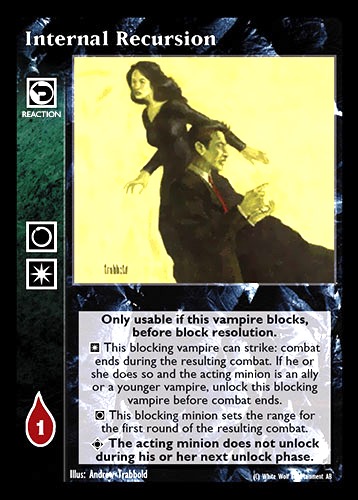 Internal Recursion
REACTION
trabbold
Only usable if this vampire blocks,
before block resolution.
This blocking vampire can strike: combat
ends during the resulting combat. If he or
she does so and the acting minion is an ally
or a younger vampire, unlock this blocking
vampire before combat ends.
This blocking minion sets the range for
the first round of the resulting combat.
The acting minion does not unlock
during his or her next unlock phase.
1
Illus: Andrew Trabbold
(C) White Wolf Entertainment AB